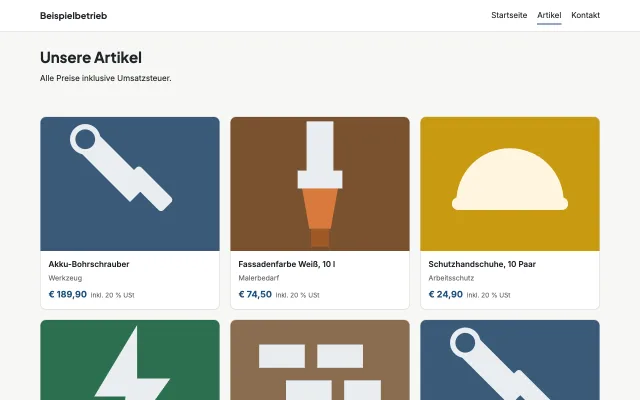 Beispielbetrieb
Startseite Artikel Kontakt
Unsere Artikel
Alle Preise inklusive Umsatzsteuer.
Akku-Bohrschrauber
Werkzeug
€ 189,90 inkl. 20 % USt
Fassadenfarbe Weiß, 10 l
Malerbedarf
€ 74,50 inkl. 20 % USt
Schutzhandschuhe, 10 Paar
Arbeitsschutz
€ 24,90 inkl. 20 % USt